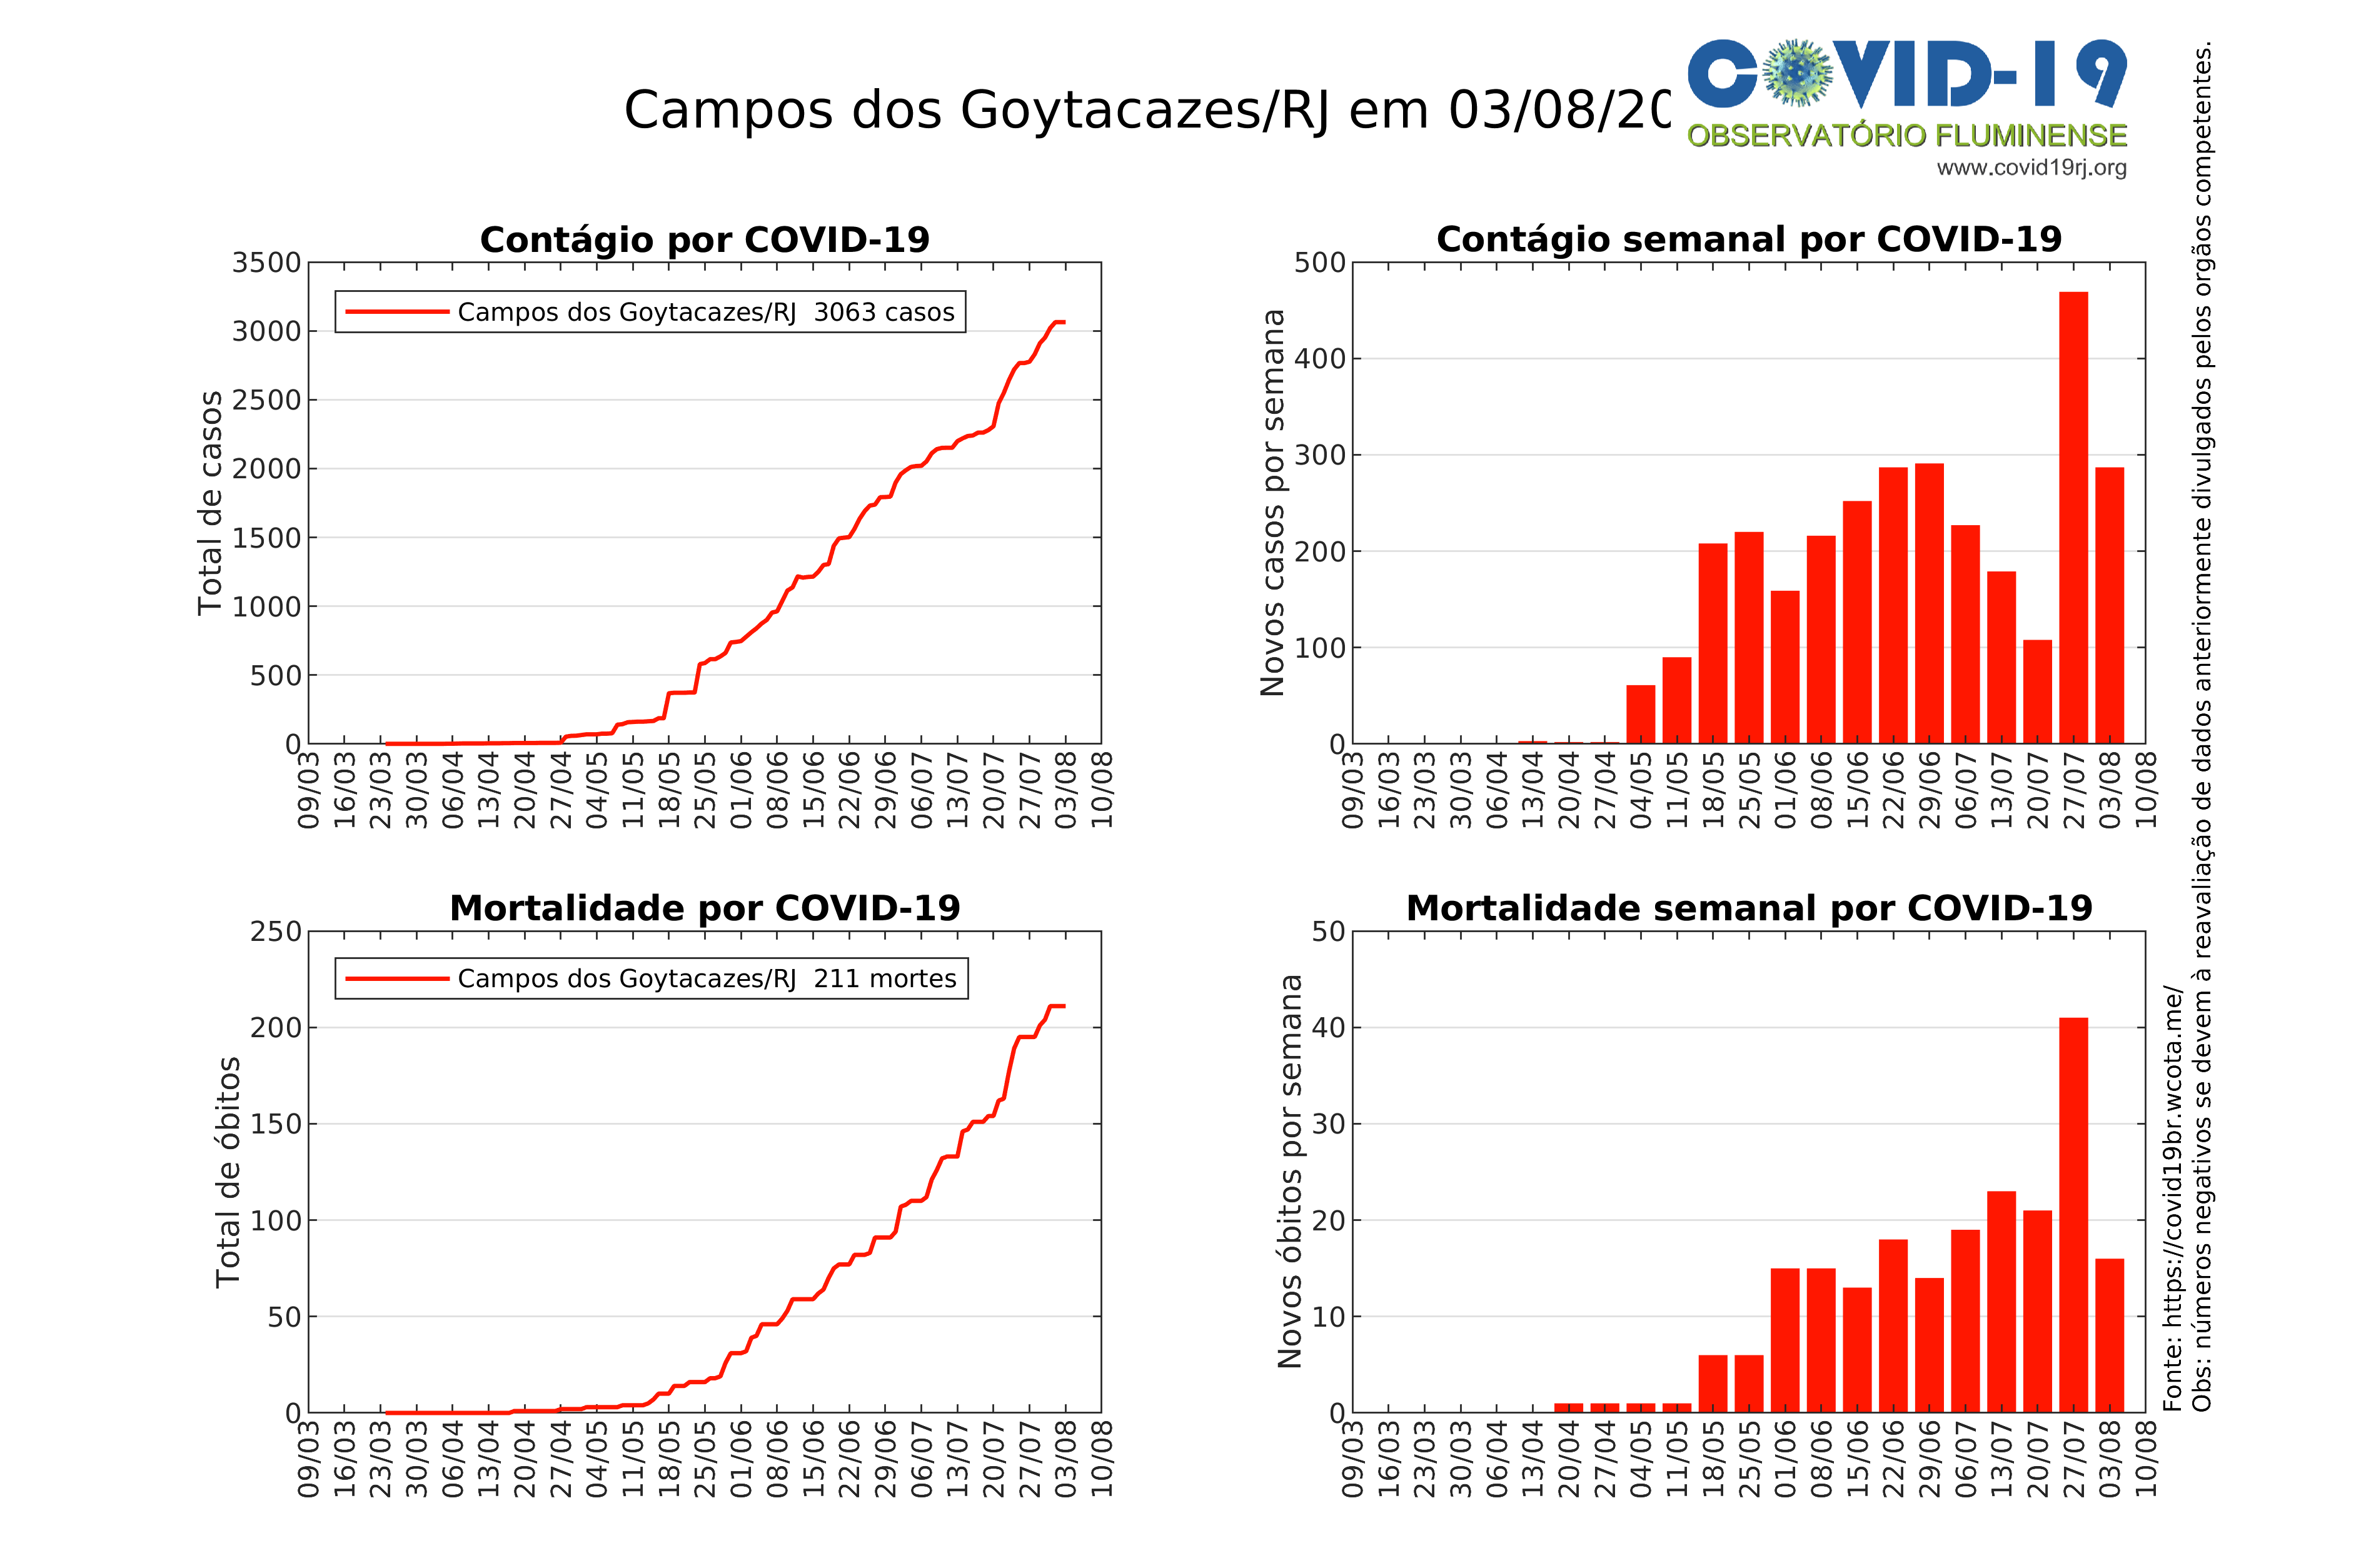 Campos dos Goytacazes/RJ em 03/08/20
COVID-19
OBSERVATÓRIO FLUMINENSE
www.covid19rj.org
Contágio por COVID-19
Total de casos
3500
3000
2500
2000
1500
1000
500
0
Campos dos Goytacazes/RJ 3063 casos
09/03 16/03 23/03 30/03 06/04 13/04 20/04 27/04 04/05 11/05 18/05 25/05 01/06 08/06 15/06 22/06 29/06 06/07 13/07 20/07 27/07 03/08 10/08
Contágio semanal por COVID-19
Novos casos por semana
500
400
300
200
100
0
09/03 16/03 23/03 30/03 06/04 13/04 20/04 27/04 04/05 11/05 18/05 25/05 01/06 08/06 15/06 22/06 29/06 06/07 13/07 20/07 27/07 03/08 10/08
Mortalidade por COVID-19
Total de óbitos
250
200
150
100
50
0
Campos dos Goytacazes/RJ 211 mortes
09/03 16/03 23/03 30/03 06/04 13/04 20/04 27/04 04/05 11/05 18/05 25/05 01/06 08/06 15/06 22/06 29/06 06/07 13/07 20/07 27/07 03/08 10/08
Mortalidade semanal por COVID-19
Novos óbitos por semana
50
40
30
20
10
0
09/03 16/03 23/03 30/03 06/04 13/04 20/04 27/04 04/05 11/05 18/05 25/05 01/06 08/06 15/06 22/06 29/06 06/07 13/07 20/07 27/07 03/08 10/08
Fonte: https://covid19br.wcota.me/
Obs: números negativos se devem à reavaliação de dados anteriormente divulgados pelos orgãos competentes.